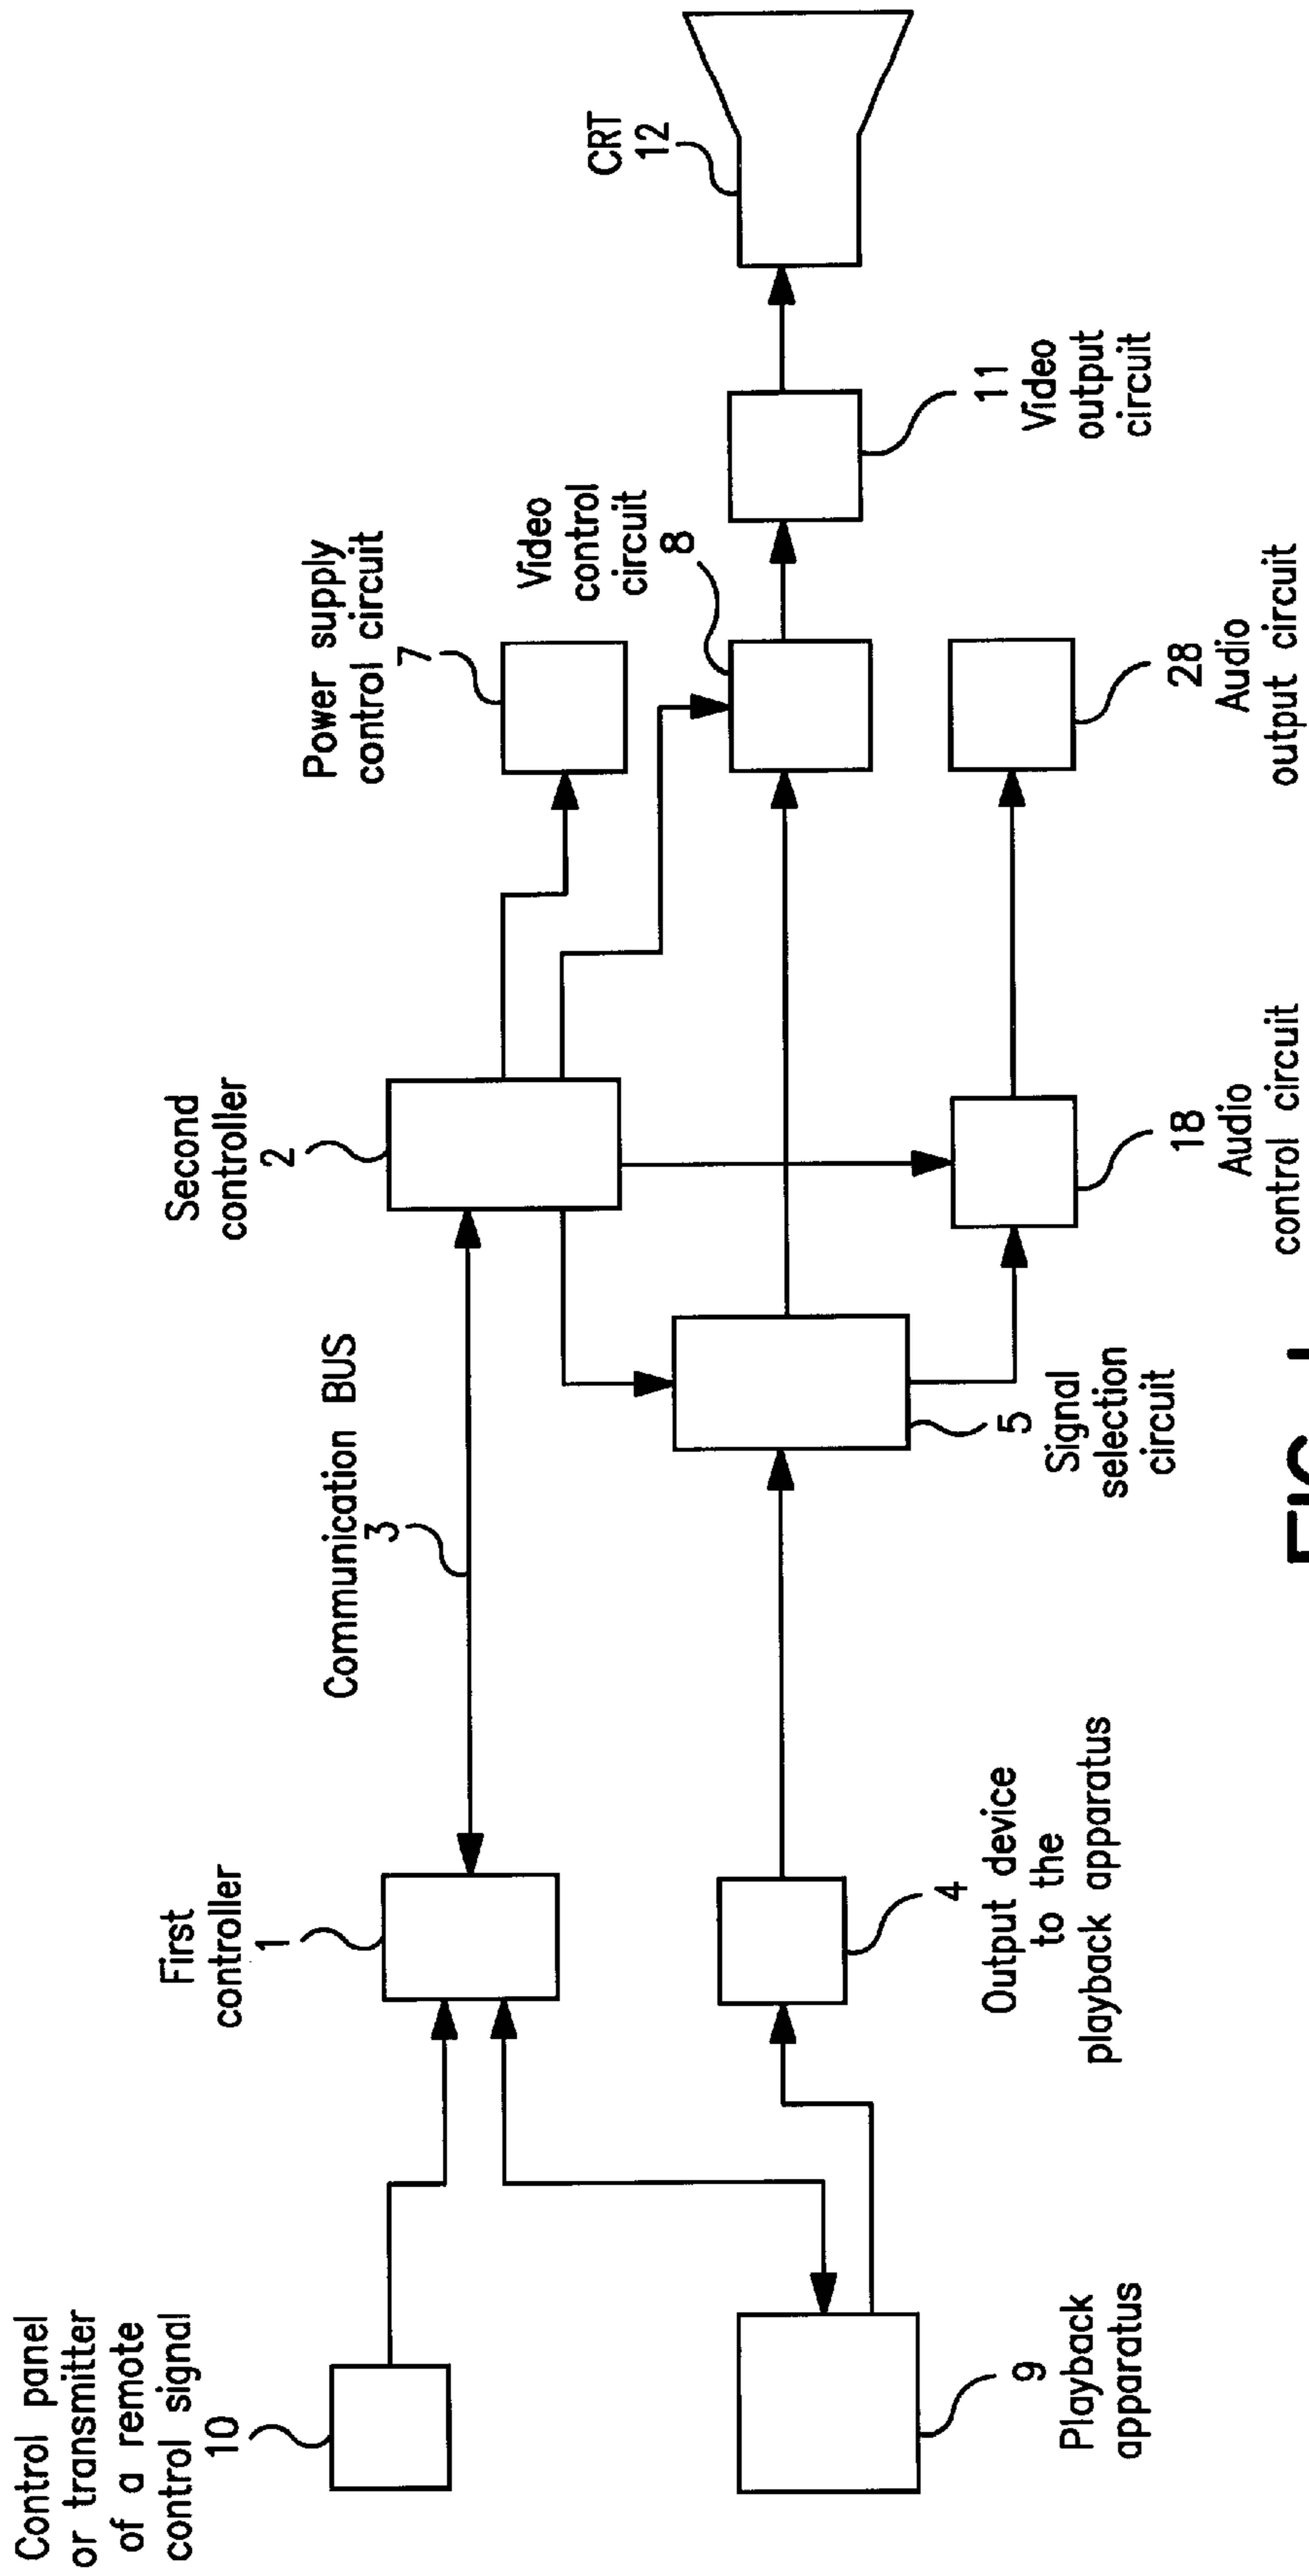 Control panel
or transmitter
of a remote
control signal
10
First
controller
1
Communication BUS
3
Second
controller
2
Power supply
control circuit
7
Video
control
circuit
8
CRT
12
9
Playback
apparatus
4
Output device
to the
playback apparatus
5
Signal
selection
circuit
18
Audio
control circuit
28
Audio
output circuit
11
Video
output
circuit